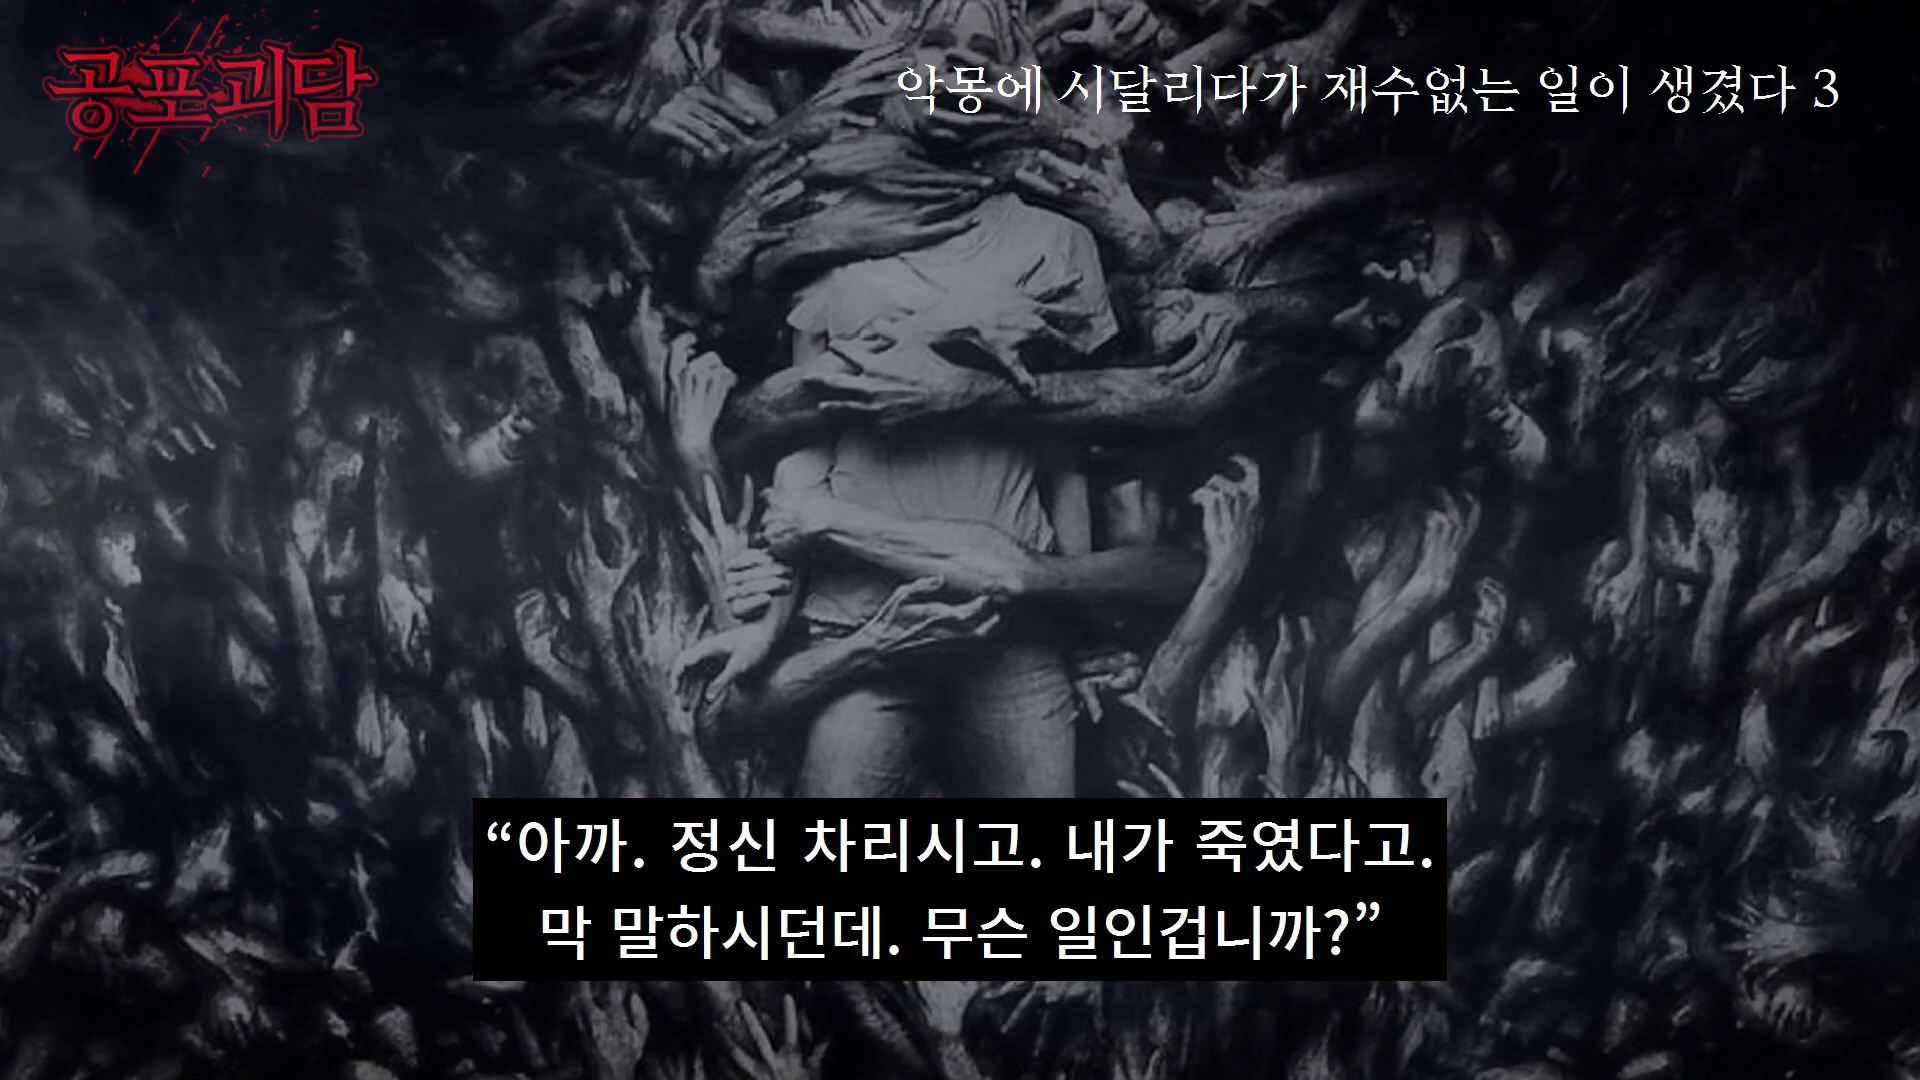 공포괴담
악몽에 시달리다가 재수없는 일이 생겼다 3
“아까. 정신 차리시고. 내가 죽였다고.
막 말하시던데. 무슨 일인겁니까?”